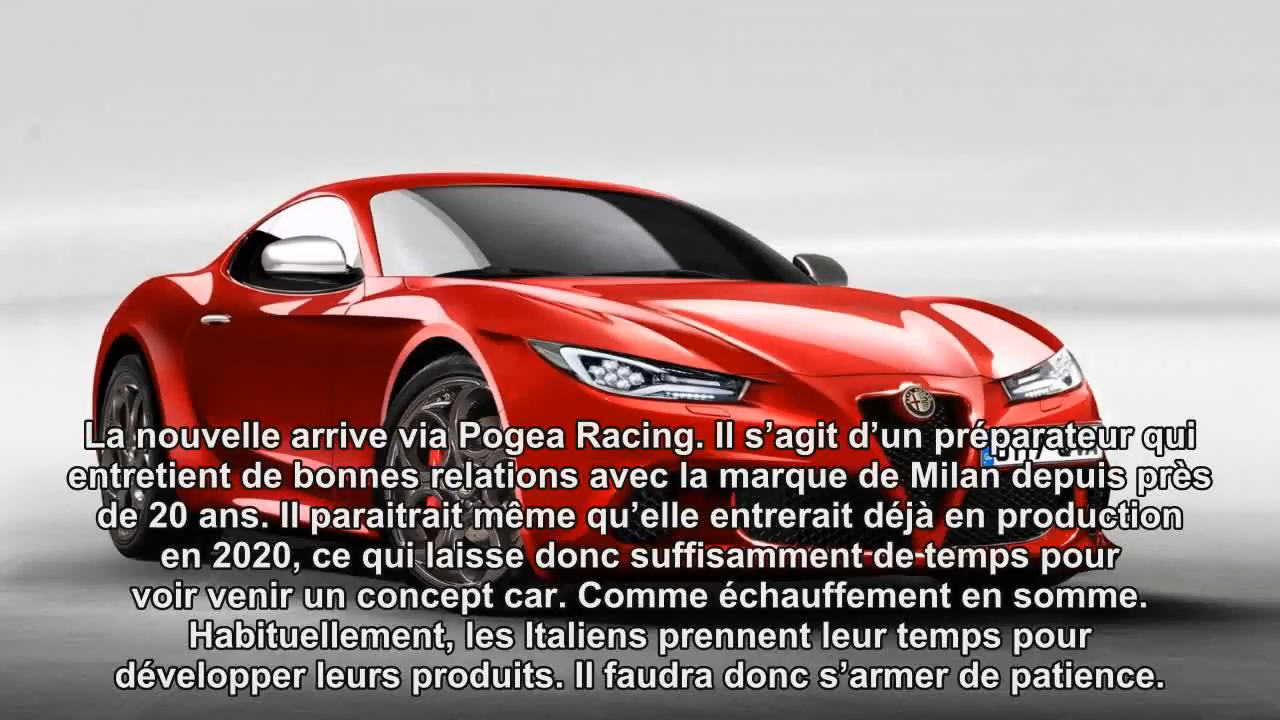 La nouvelle arrive via Pogea Racing. Il s’agit d’un préparateur qui
entretient de bonnes relations avec la marque de Milan depuis près
de 20 ans. Il paraitrait même qu’elle entrerait déjà en production
en 2020, ce qui laisse donc suffisamment de temps pour
voir venir un concept car. Comme échauffement en somme.
Habituellement, les Italiens prennent leur temps pour
développer leurs produits. Il faudra donc s’armer de patience.